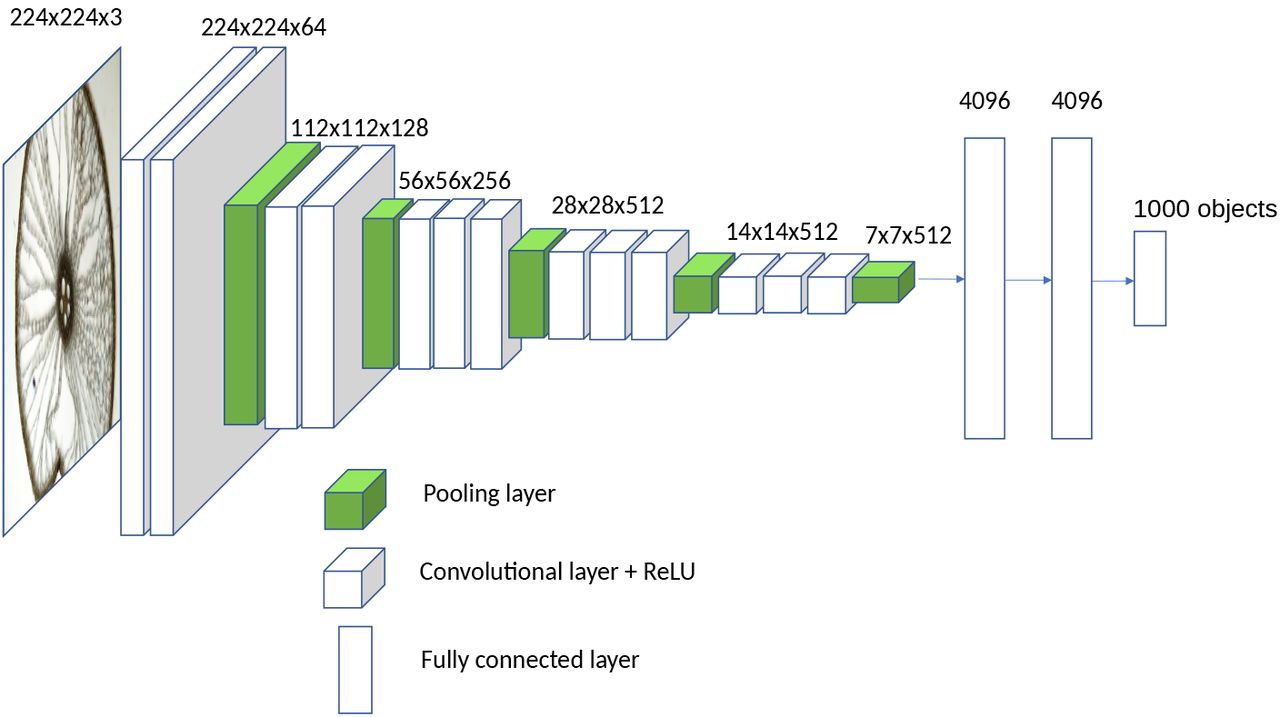 224x224x3
224x224x64
112x112x128
56x56x256
28x28x512
14x14x512
7x7x512
4096
4096
1000 objects
Pooling layer
Convolutional layer + ReLU
Fully connected layer